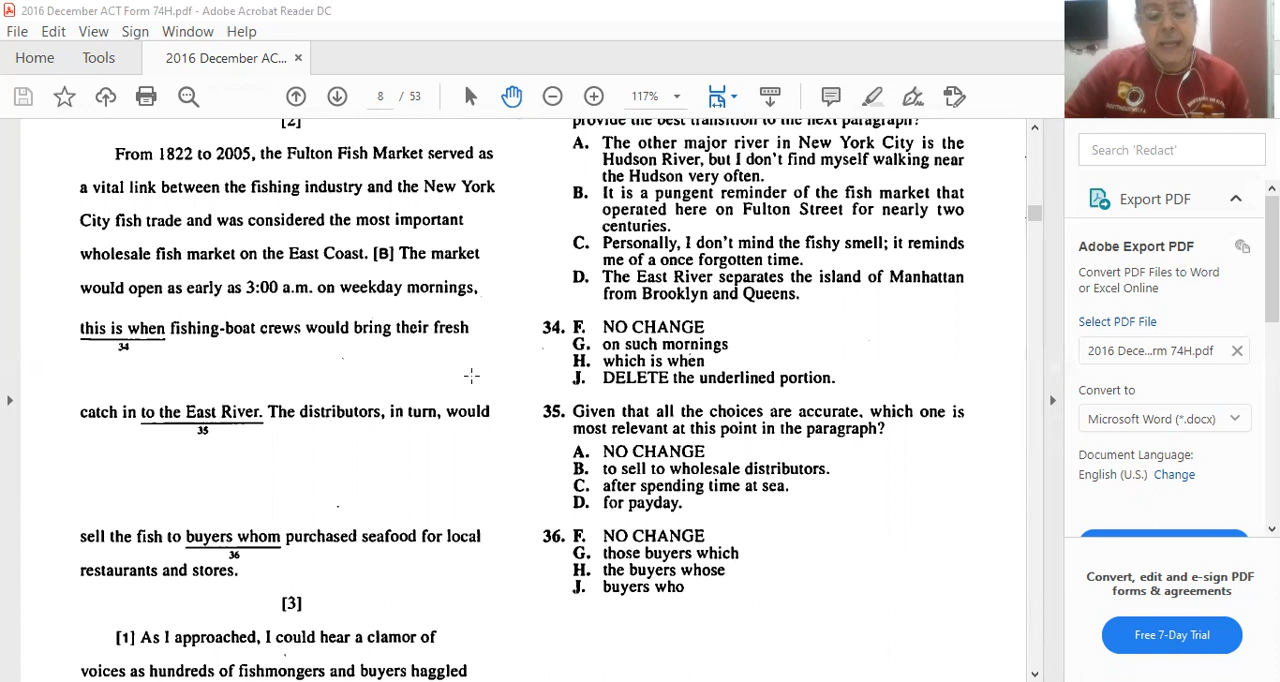 2016 December ACT Form 74H.pdf - Adobe Acrobat Reader DC
File Edit View Sign Window Help
Home Tools 2016 December AC... ×
8 / 53 117%
[2]
From 1822 to 2005, the Fulton Fish Market served as
a vital link between the fishing industry and the New York
City fish trade and was considered the most important
wholesale fish market on the East Coast. [B] The market
would open as early as 3:00 a.m. on weekday mornings,
this is when fishing-boat crews would bring their fresh
34
catch in to the East River. The distributors, in turn, would
35
sell the fish to buyers whom purchased seafood for local
36
restaurants and stores.
[3]
[1] As I approached, I could hear a clamor of
voices as hundreds of fishmongers and buyers haggled
provide the best transition to the next paragraph?
A. The other major river in New York City is the
Hudson River, but I don't find myself walking near
the Hudson very often.
B. It is a pungent reminder of the fish market that
operated here on Fulton Street for nearly two
centuries.
C. Personally, I don't mind the fishy smell; it reminds
me of a once forgotten time.
D. The East River separates the island of Manhattan
from Brooklyn and Queens.
34. F. NO CHANGE
G. on such mornings
H. which is when
J. DELETE the underlined portion.
35. Given that all the choices are accurate, which one is
most relevant at this point in the paragraph?
A. NO CHANGE
B. to sell to wholesale distributors.
C. after spending time at sea.
D. for payday.
36. F. NO CHANGE
G. those buyers which
H. the buyers whose
J. buyers who
Search 'Redact'
Export PDF
Adobe Export PDF
Convert PDF Files to Word
or Excel Online
Select PDF File
2016 Dece...rm 74H.pdf
Convert to
Microsoft Word (*.docx)
Document Language:
English (U.S.) Change
Convert, edit and e-sign PDF
forms & agreements
Free 7-Day Trial